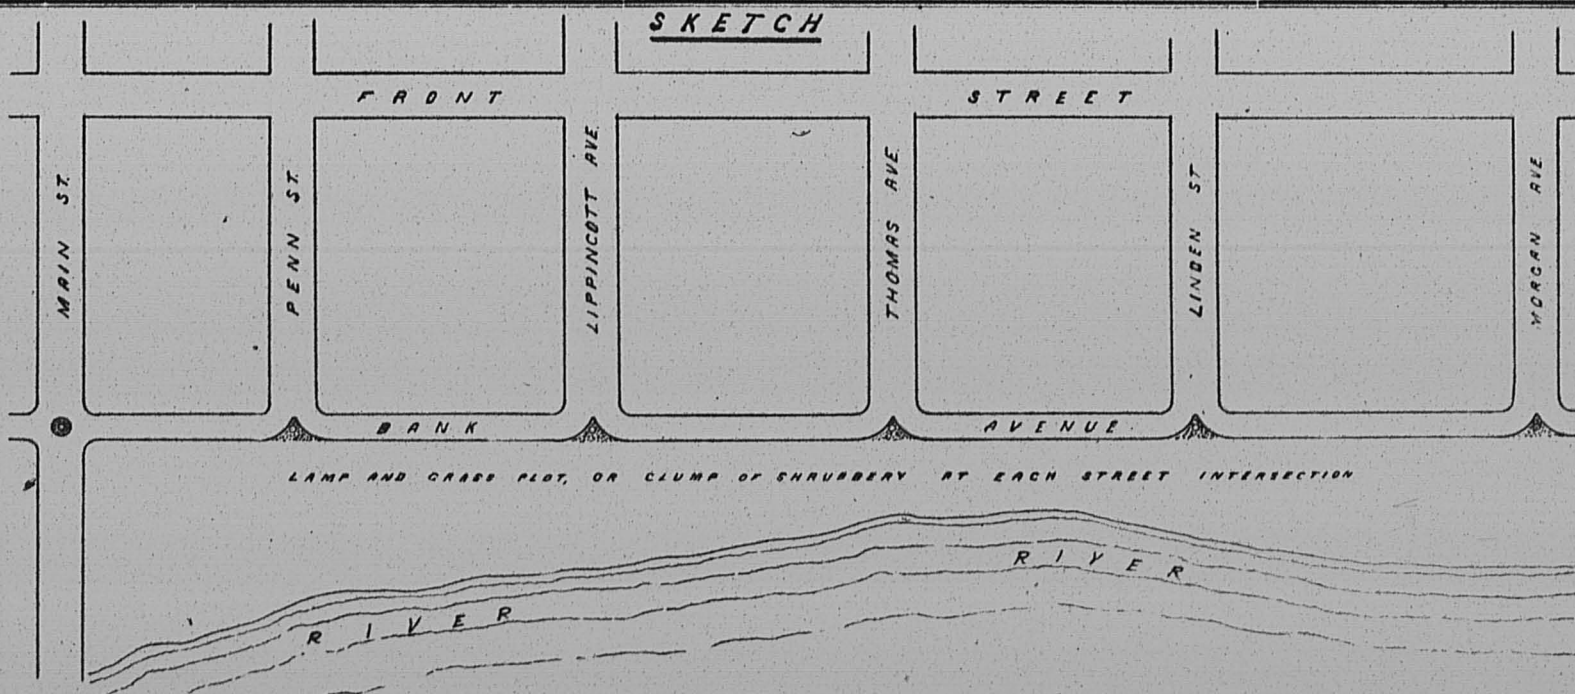 SKETCH
FRONT STREET
MAIN ST.
PENN ST.
LIPPINCOTT AVE.
THOMAS AVE.
LINDEN ST
MORGAN AVE.
BANK AVENUE.
LAMP AND GRASS PLOT, OR CLUMP OF SHRUBBERY AT EACH STREET INTERSECTION
RIVER
RIVER